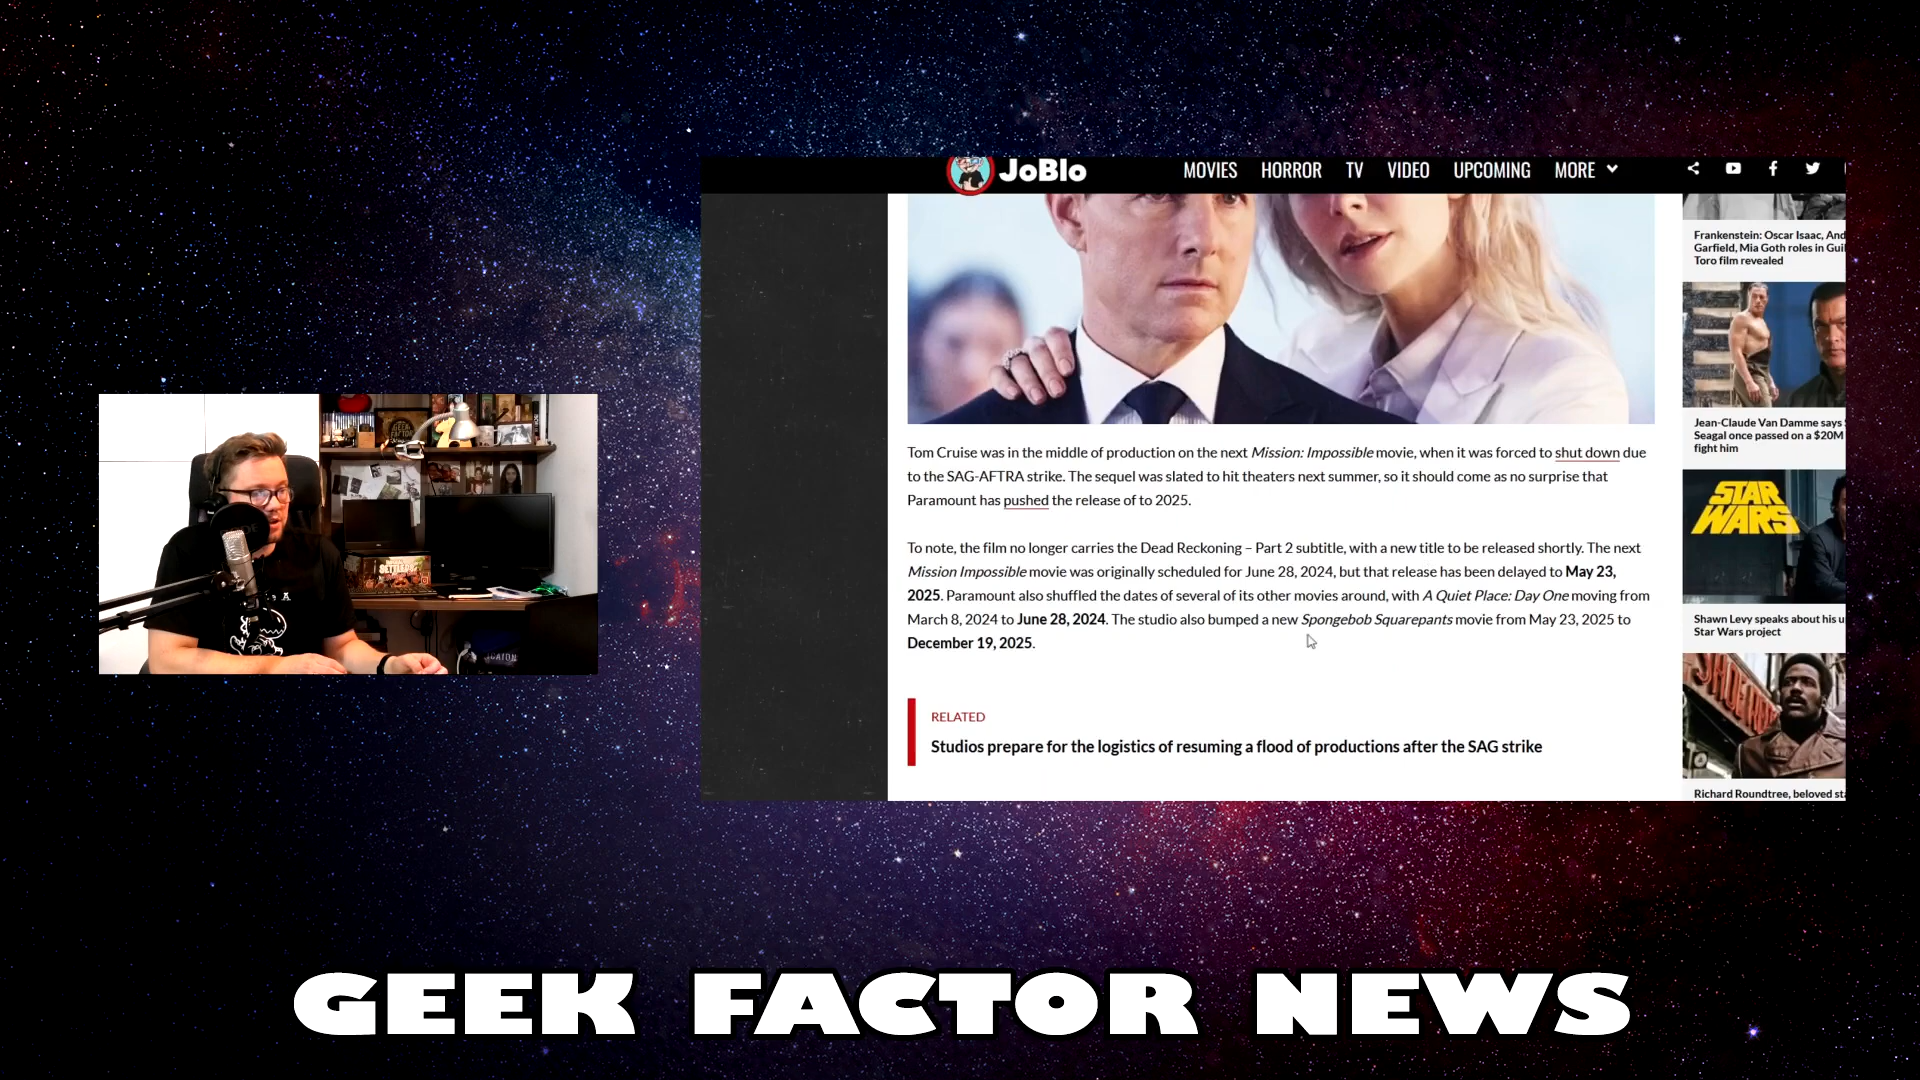 JoBlo
MOVIES HORROR TV VIDEO UPCOMING MORE
Frankenstein: Oscar Isaac, And
Garfield, Mia Goth roles in Gui
Toro film revealed
Jean-Claude Van Damme says
Seagal once passed on a $20M
fight him
STAR
WARS
Shawn Levy speaks about his u
Star Wars project
Richard Roundtree, beloved sta
Tom Cruise was in the middle of production on the next Mission: Impossible movie, when it was forced to shut down due
to the SAG-AFTRA strike. The sequel was slated to hit theaters next summer, so it should come as no surprise that
Paramount has pushed the release of to 2025.
To note, the film no longer carries the Dead Reckoning – Part 2 subtitle, with a new title to be released shortly. The next
Mission Impossible movie was originally scheduled for June 28, 2024, but that release has been delayed to May 23,
2025. Paramount also shuffled the dates of several of its other movies around, with A Quiet Place: Day One moving from
March 8, 2024 to June 28, 2024. The studio also bumped a new Spongebob Squarepants movie from May 23, 2025 to
December 19, 2025.
RELATED
Studios prepare for the logistics of resuming a flood of productions after the SAG strike
GEEK FACTOR NEWS